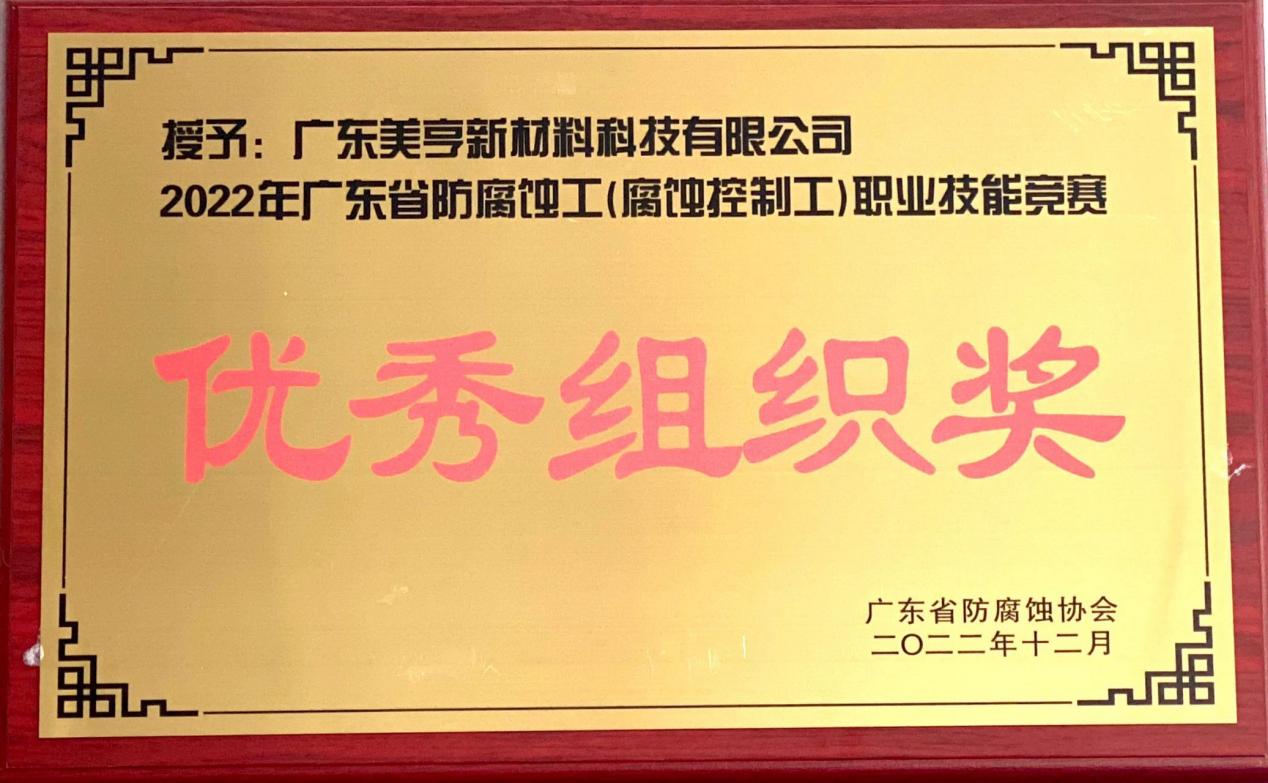 授予：广东美亨新材料科技有限公司
2022年广东省防腐蚀工(腐蚀控制工)职业技能竞赛
优秀组织奖
广东省防腐蚀协会
二〇二二年十二月